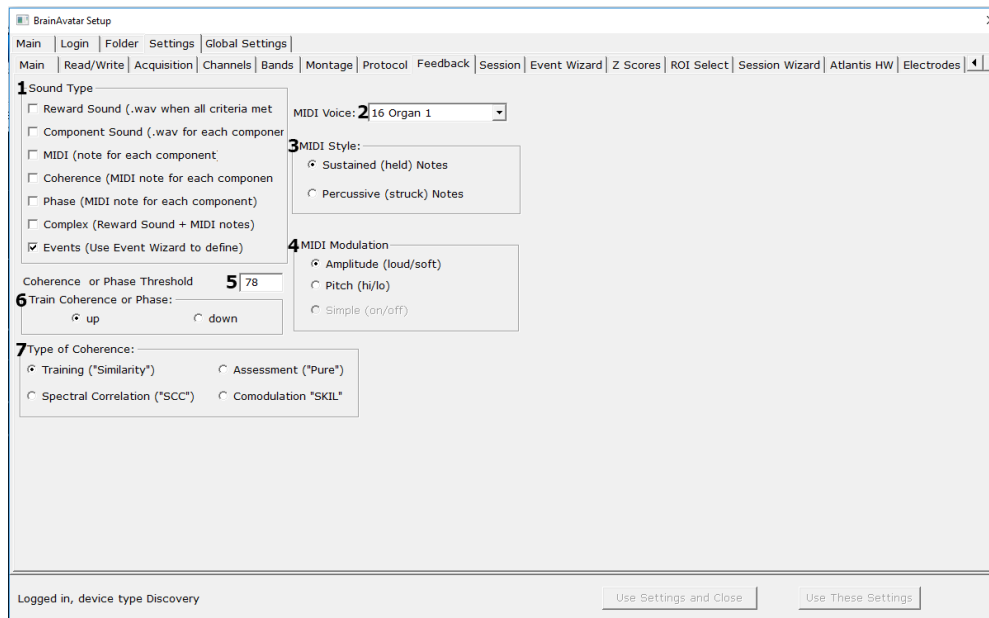 BrainAvatar Setup
Main Login Folder Settings Global Settings
Main Read/Write Acquisition Channels Bands Montage Protocol Feedback Session Event Wizard Z Scores ROI Select Session Wizard Atlantis HW Electrodes
1 Sound Type
Reward Sound (.wav when all criteria met
Component Sound (.wav for each componer
MIDI (note for each component
Coherence (MIDI note for each componen
Phase (MIDI note for each component)
Complex (Reward Sound + MIDI notes)
Events (Use Event Wizard to define)
MIDI Voice: 2 16 Organ 1
3 MIDI Style:
Sustained (held) Notes
Percussive (struck) Notes
4 MIDI Modulation
Amplitude (loud/soft)
Pitch (hi/lo)
Simple (on/off)
Coherence or Phase Threshold 5 78
6 Train Coherence or Phase:
up down
7 Type of Coherence:
Training ("Similarity") Assessment ("Pure")
Spectral Correlation ("SCC") Comodulation "SKIL"
Logged in, device type Discovery
Use Settings and Close Use These Settings